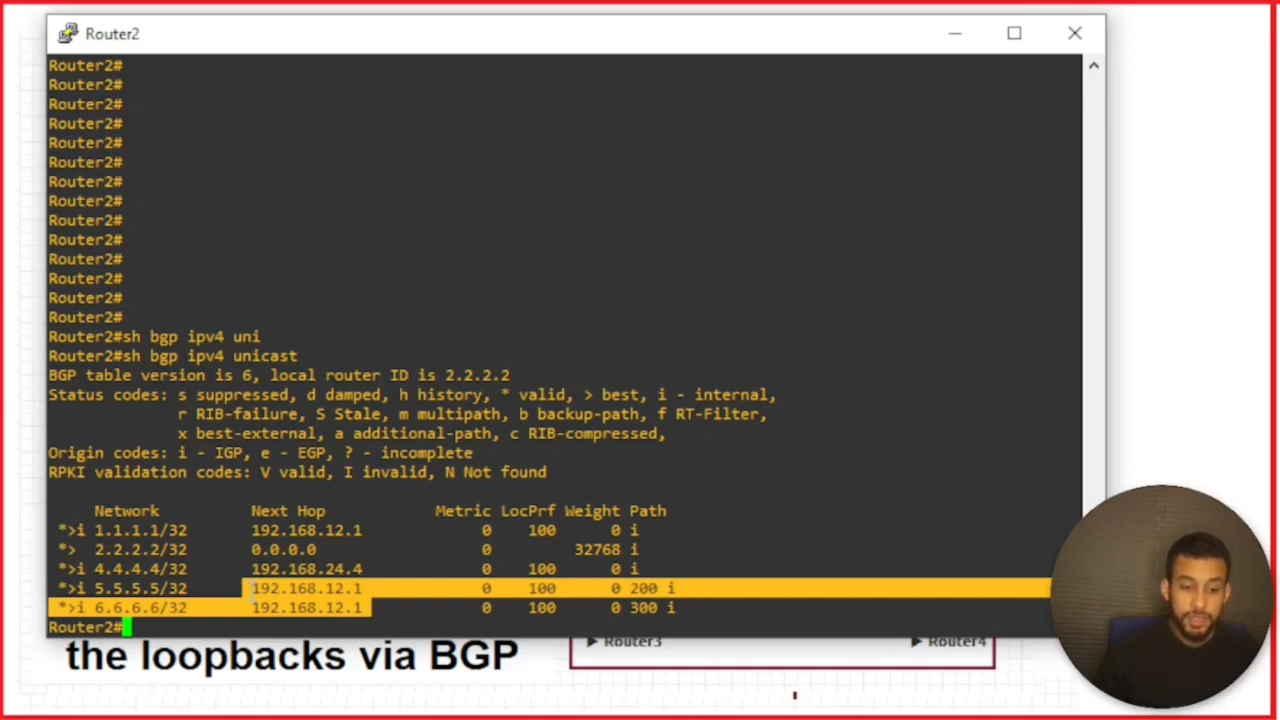 Router2
Router2#
Router2#
Router2#
Router2#
Router2#
Router2#
Router2#
Router2#
Router2#
Router2#
Router2#
Router2#
Router2#
Router2#
Router2#sh bgp ipv4 uni
Router2#sh bgp ipv4 unicast
BGP table version is 6, local router ID is 2.2.2.2
Status codes: s suppressed, d damped, h history, * valid, > best, i - internal,
r RIB-failure, S Stale, m multipath, b backup-path, f RT-Filter,
x best-external, a additional-path, c RIB-compressed,
Origin codes: i - IGP, e - EGP, ? - incomplete
RPKI validation codes: V valid, I invalid, N Not found
Network Next Hop Metric LocPrf Weight Path
*>i 1.1.1.1/32 192.168.12.1 0 100 0 i
*> 2.2.2.2/32 0.0.0.0 0 32768 i
*>i 4.4.4.4/32 192.168.24.4 0 100 0 i
*>i 5.5.5.5/32 192.168.12.1 0 100 0 200 i
*>i 6.6.6.6/32 192.168.12.1 0 100 0 300 i
Router2#
the loopbacks via BGP
Router3
Router4